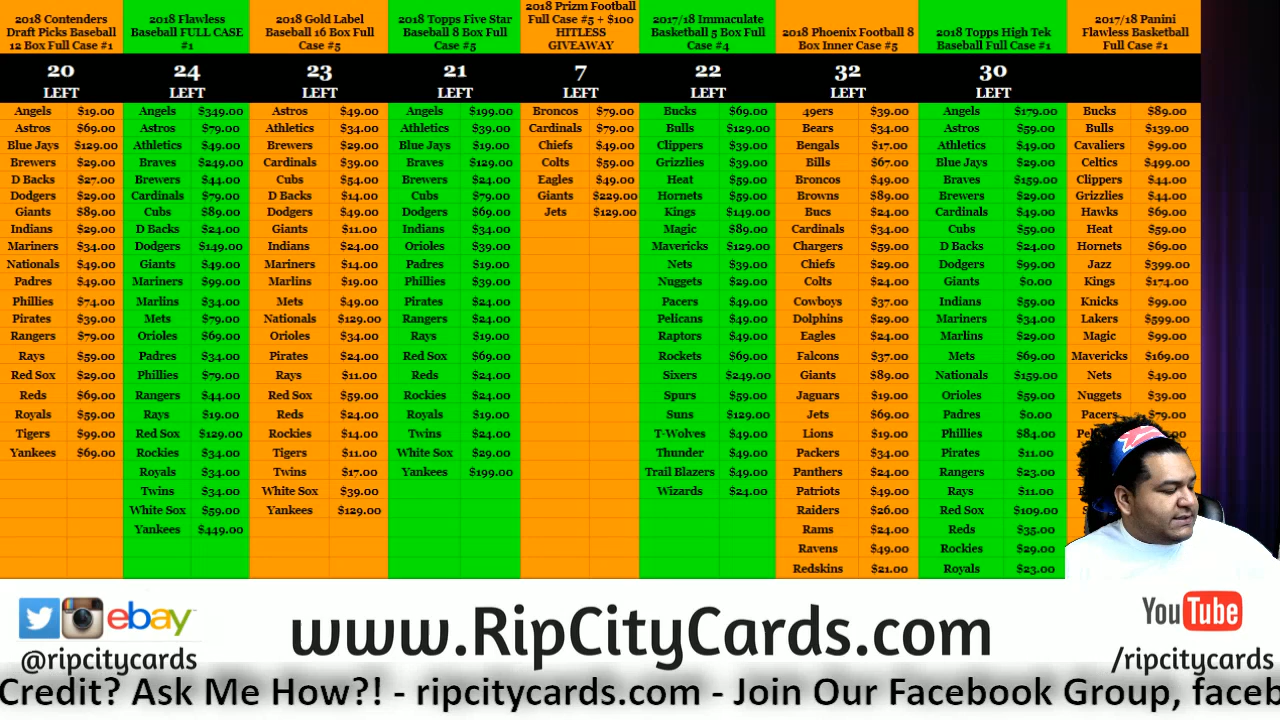 2018 Contenders
Draft Picks Baseball
12 Box Full Case #1
20
LEFT
Angels $19.00
Astros $69.00
Blue Jays $129.00
Brewers $29.00
D Backs $27.00
Dodgers $29.00
Giants $89.00
Indians $29.00
Mariners $34.00
Nationals $49.00
Padres $49.00
Phillies $74.00
Pirates $39.00
Rangers $79.00
Rays $59.00
Red Sox $29.00
Reds $69.00
Royals $59.00
Tigers $99.00
Yankees $69.00
2018 Flawless
Baseball FULL CASE
#1
24
LEFT
Angels $349.00
Astros $79.00
Athletics $49.00
Braves $249.00
Brewers $44.00
Cardinals $79.00
Cubs $89.00
D Backs $24.00
Dodgers $149.00
Giants $49.00
Mariners $99.00
Marlins $34.00
Mets $79.00
Orioles $69.00
Padres $34.00
Phillies $79.00
Rangers $44.00
Rays $19.00
Red Sox $129.00
Rockies $34.00
Royals $34.00
Twins $34.00
White Sox $59.00
Yankees $449.00
2018 Gold Label
Baseball 16 Box Full
Case #5
23
LEFT
Astros $49.00
Athletics $34.00
Brewers $29.00
Cardinals $39.00
Cubs $54.00
D Backs $14.00
Dodgers $49.00
Giants $11.00
Indians $24.00
Mariners $14.00
Marlins $19.00
Mets $49.00
Nationals $129.00
Orioles $34.00
Pirates $24.00
Rays $11.00
Red Sox $59.00
Reds $24.00
Rockies $14.00
Tigers $11.00
Twins $17.00
White Sox $39.00
Yankees $129.00
2018 Topps Five Star
Baseball 8 Box Full
Case #5
21
LEFT
Angels $199.00
Athletics $39.00
Blue Jays $19.00
Braves $129.00
Brewers $24.00
Cubs $79.00
Dodgers $69.00
Indians $34.00
Orioles $39.00
Padres $19.00
Phillies $39.00
Pirates $24.00
Rangers $24.00
Rays $19.00
Red Sox $69.00
Reds $24.00
Rockies $24.00
Royals $19.00
Twins $24.00
White Sox $29.00
Yankees $199.00
2018 Prizm Football
Full Case #5 + $100
HITLESS
GIVEAWAY
7
LEFT
Broncos $79.00
Cardinals $79.00
Chiefs $49.00
Colts $59.00
Eagles $49.00
Giants $229.00
Jets $129.00
2017/18 Immaculate
Basketball 5 Box Full
Case #4
22
LEFT
Bucks $69.00
Bulls $129.00
Clippers $39.00
Grizzlies $39.00
Heat $59.00
Hornets $59.00
Kings $149.00
Magic $89.00
Mavericks $129.00
Nets $39.00
Nuggets $29.00
Pacers $49.00
Pelicans $49.00
Raptors $49.00
Rockets $69.00
Sixers $249.00
Spurs $59.00
Suns $129.00
T-Wolves $49.00
Thunder $49.00
Trail Blazers $49.00
Wizards $24.00
2018 Phoenix Football 8
Box Inner Case #5
32
LEFT
49ers $39.00
Bears $34.00
Bengals $17.00
Bills $67.00
Broncos $49.00
Browns $89.00
Bucs $24.00
Cardinals $34.00
Chargers $59.00
Chiefs $29.00
Colts $24.00
Cowboys $37.00
Dolphins $29.00
Eagles $24.00
Falcons $37.00
Giants $89.00
Jaguars $19.00
Jets $69.00
Lions $19.00
Packers $34.00
Panthers $24.00
Patriots $49.00
Raiders $26.00
Rams $24.00
Ravens $49.00
Redskins $21.00
2018 Topps High Tek
Baseball Full Case #1
30
LEFT
Angels $179.00
Astros $59.00
Athletics $49.00
Blue Jays $29.00
Braves $159.00
Brewers $29.00
Cardinals $49.00
Cubs $59.00
D Backs $24.00
Dodgers $99.00
Giants $0.00
Indians $59.00
Mariners $34.00
Marlins $29.00
Mets $69.00
Nationals $159.00
Orioles $59.00
Padres $0.00
Phillies $84.00
Pirates $11.00
Rangers $23.00
Rays $11.00
Red Sox $109.00
Reds $35.00
Rockies $29.00
Royals $23.00
2017/18 Panini
Flawless Basketball
Full Case #1
Bucks $89.00
Bulls $139.00
Cavaliers $99.00
Celtics $499.00
Clippers $44.00
Grizzlies $44.00
Hawks $69.00
Heat $59.00
Hornets $69.00
Jazz $399.00
Kings $174.00
Knicks $99.00
Lakers $599.00
Magic $99.00
Mavericks $169.00
Nets $49.00
Nuggets $39.00
Pacers $79.00
ebay
@ripcitycards
www.RipCityCards.com
YouTube
/ripcitycards
Credit? Ask Me How?! - ripcitycards.com - Join Our Facebook Group, faceb